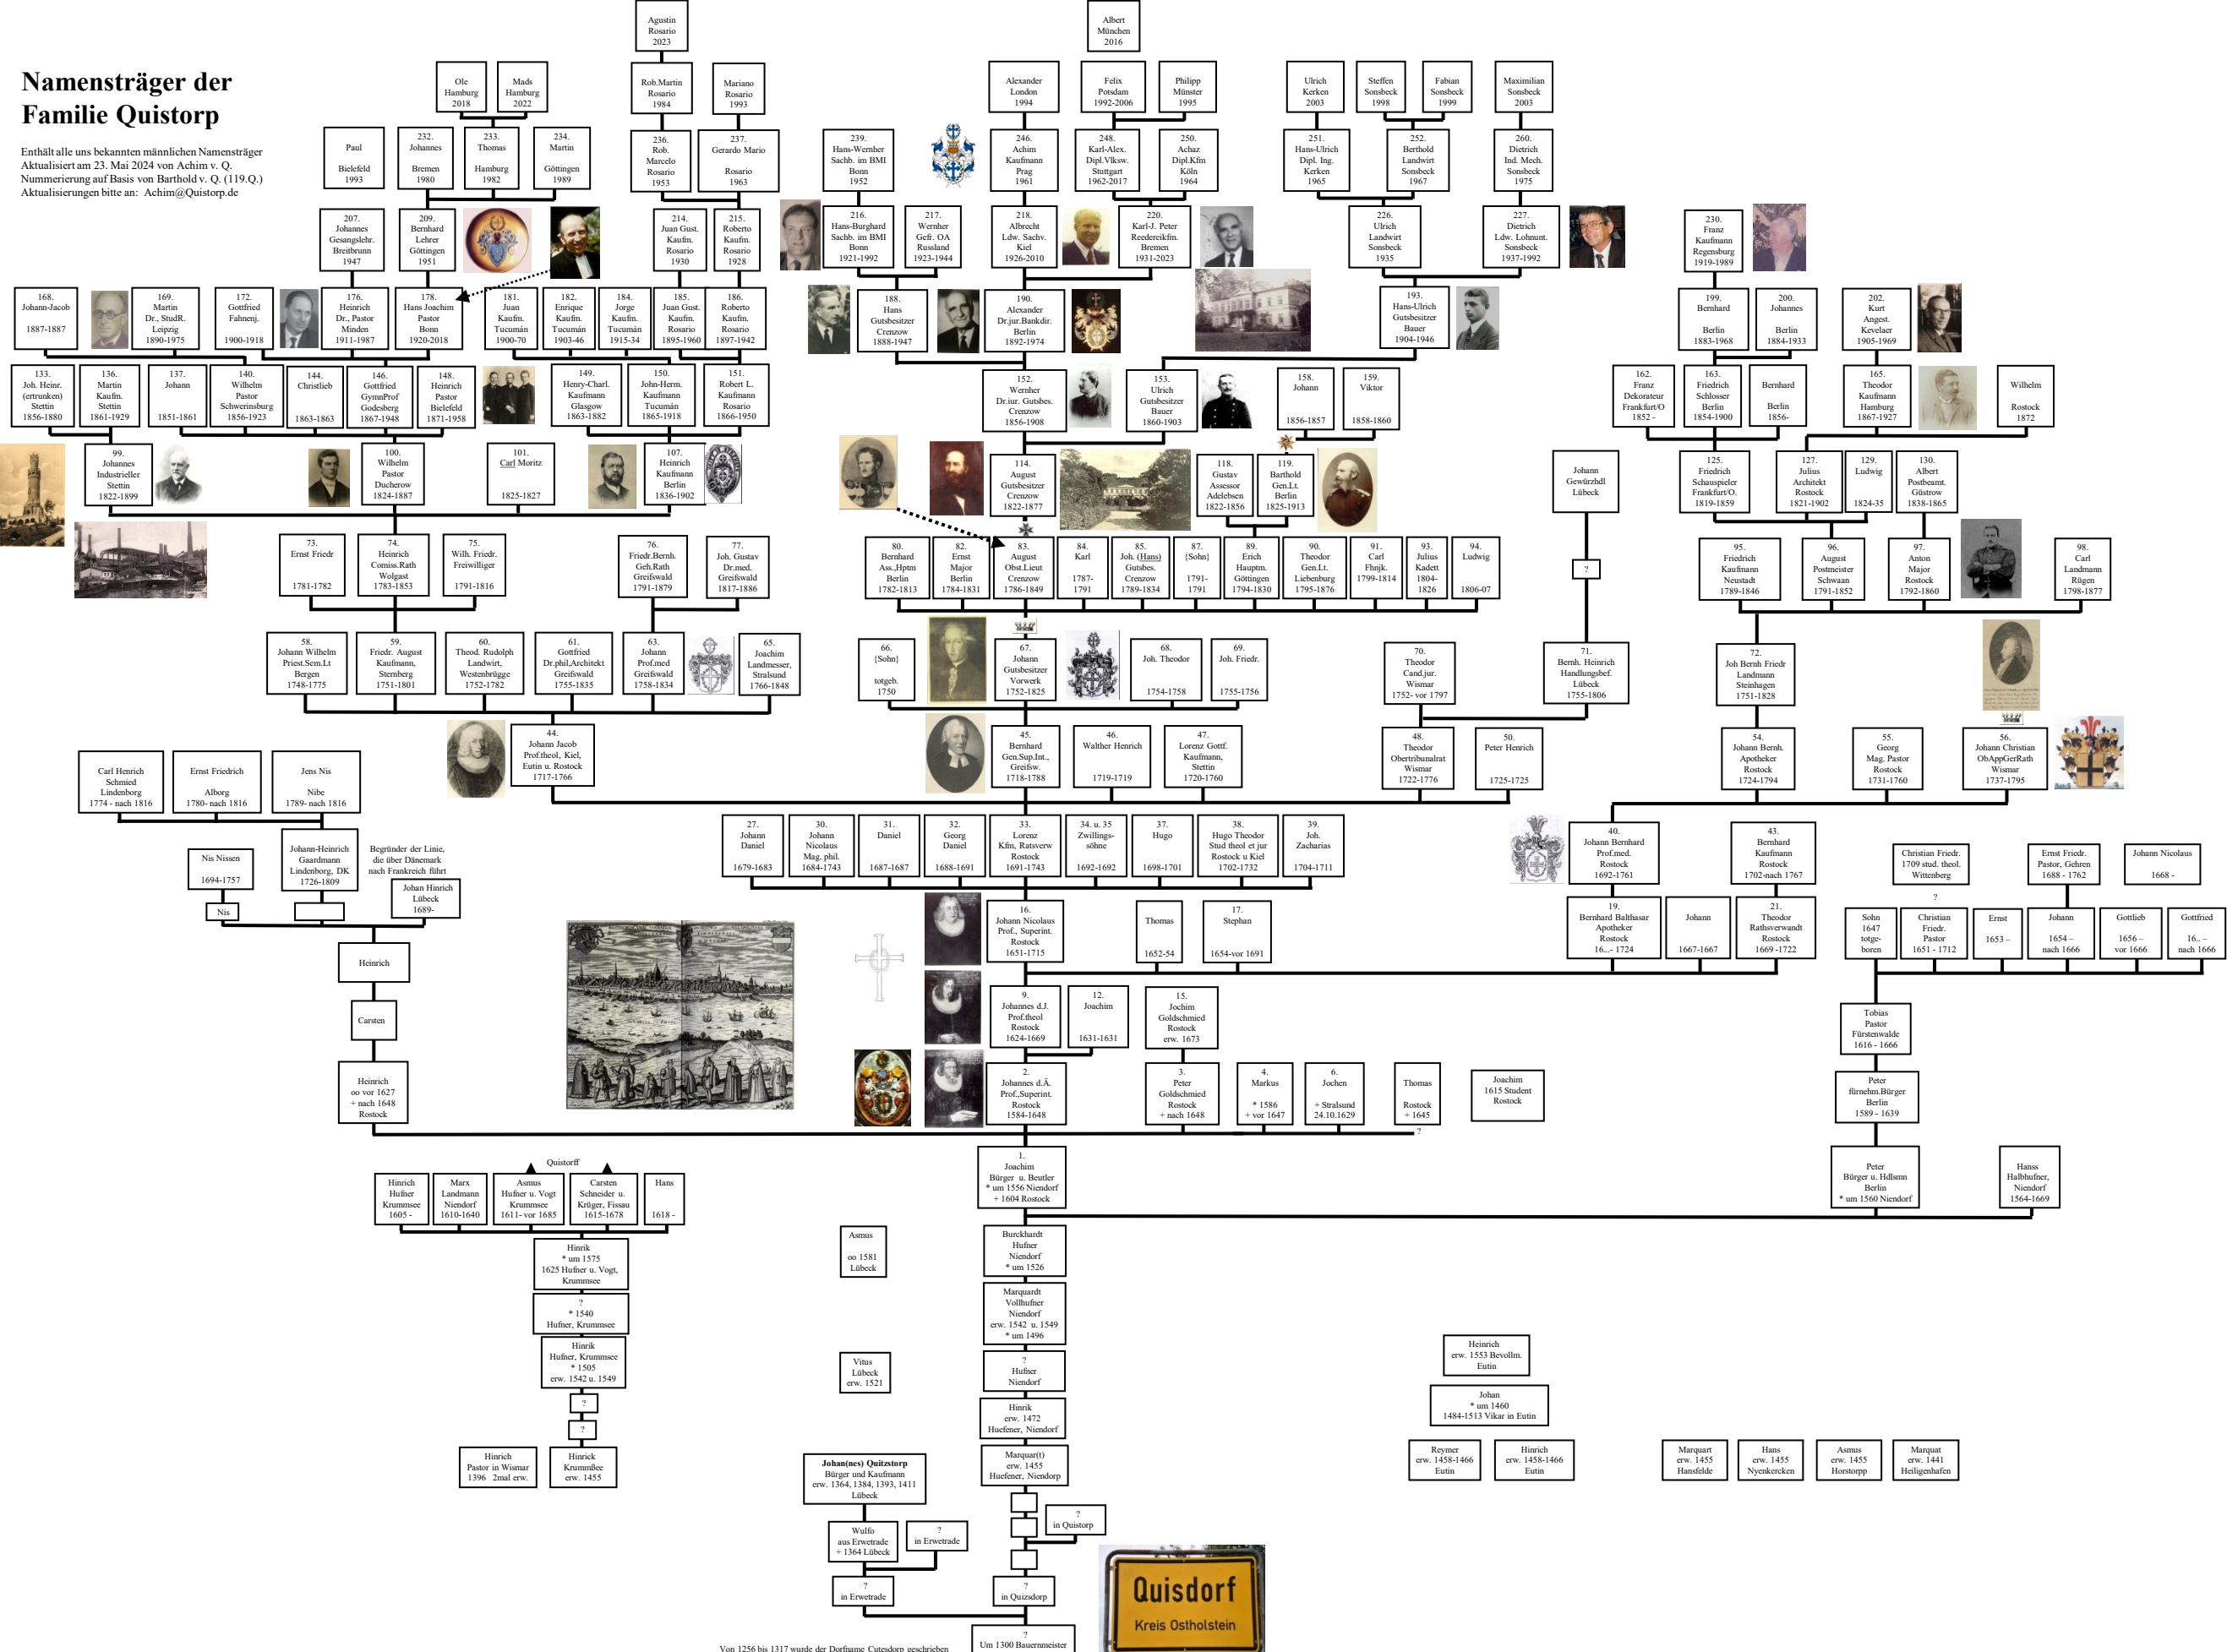 Namensträger der
Familie Quistorp
Enthält alle uns bekannten männlichen Namensträger
Aktualisiert am 23. Mai 2024 von Achim v. Q.
Nummerierung auf Basis von Barthold v. Q. (119.Q.)
Aktualisierungen bitte an: Achim@Quistorp.de
Agustin
Rosario
2023
Albert
München
2016
Ole
Hamburg
2018
Mads
Hamburg
2022
Rob.Martin
Rosario
1984
Mariano
Rosario
1993
Alexander
London
1994
Felix
Potsdam
1992-2006
Philipp
Münster
1995
Ulrich
Kerken
2003
Steffen
Sonsbeck
1998
Fabian
Sonsbeck
1999
Maximilian
Sonsbeck
2003
Paul
Bielefeld
1993
232.
Johannes
Bremen
1980
233.
Thomas
Hamburg
1982
234.
Martin
Göttingen
1989
236.
Rob.
Marcelo
Rosario
1953
237.
Gerardo Mario
Rosario
1963
239.
Hans-Wernher
Sachb. im BMI
Bonn
1952
246.
Achim
Kaufmann
Prag
1961
248.
Karl-Alex.
Dipl.Vlksw.
Stuttgart
1962-2017
250.
Achaz
Dipl.Kfm
Köln
1964
251.
Hans-Ulrich
Dipl. Ing.
Kerken
1965
252.
Berthold
Landwirt
Sonsbeck
1967
260.
Dietrich
Ind. Mech.
Sonsbeck
1975
207.
Johannes
Gesangslehr.
Breitbrunn
1947
209.
Bernhard
Lehrer
Göttingen
1951
214.
Juan Gust.
Kaufm.
Rosario
1930
215.
Roberto
Kaufm.
Rosario
1928
216.
Hans-Burghard
Sachb. im BMI
Bonn
1921-1992
217.
Wernher
Gefr. OA
Russland
1923-1944
218.
Albrecht
Ldw. Sachv.
Kiel
1926-2010
220.
Karl-J. Peter
Reedereikfm.
Bremen
1931-2023
226.
Ulrich
Landwirt
Sonsbeck
1935
227.
Dietrich
Ldw. Lohnunt.
Sonsbeck
1937-1992
230.
Franz
Kaufmann
Regensburg
1919-1989
168.
Johann-Jacob
1887-1887
169.
Martin
Dr., StudR.
Leipzig
1890-1975
172.
Gottfried
Fahnenj.
1900-1918
176.
Heinrich
Dr., Pastor
Minden
1911-1987
178.
Hans Joachim
Pastor
Bonn
1920-2018
181.
Juan
Kaufm.
Tucumán
1900-70
182.
Enrique
Kaufm.
Tucumán
1903-46
184.
Jorge
Kaufm.
Tucumán
1915-34
185.
Juan Gust.
Kaufm.
Rosario
1895-1960
186.
Roberto
Kaufm.
Rosario
1897-1942
188.
Hans
Gutsbesitzer
Crenzow
1888-1947
190.
Alexander
Dr.jur.Bankdir.
Berlin
1892-1974
193.
Hans-Ulrich
Gutsbesitzer
Bauer
1904-1946
199.
Bernhard
Berlin
1883-1968
200.
Johannes
Berlin
1884-1933
202.
Kurt
Angest.
Kevelaer
1905-1969
133.
Joh. Heinr.
(ertrunken)
Stettin
1856-1880
136.
Martin
Kaufm.
Stettin
1861-1929
137.
Johann
1851-1861
140.
Wilhelm
Pastor
Schwerinsburg
1856-1923
144.
Christlieb
1863-1863
146.
Gottfried
GymnProf
Godesberg
1867-1948
148.
Heinrich
Pastor
Bielefeld
1871-1958
149.
Henry-Charl.
Kaufmann
Glasgow
1863-1882
150.
John-Herm.
Kaufmann
Tucumán
1865-1918
151.
Robert L.
Kaufmann
Rosario
1866-1950
152.
Wernher
Dr.iur. Gutsbes.
Crenzow
1856-1908
153.
Ulrich
Gutsbesitzer
Bauer
1860-1903
158.
Johann
1856-1857
159.
Viktor
1858-1860
162.
Franz
Dekorateur
Frankfurt/O
1852 -
163.
Friedrich
Schlosser
Berlin
1854-1900
Bernhard
Berlin
1856-
165.
Theodor
Kaufmann
Hamburg
1867-1927
Wilhelm
Rostock
1872
99.
Johannes
Industrieller
Stettin
1822-1899
100.
Wilhelm
Ducherow
1824-1887
101.
Carl Moritz
1825-1827
107.
Heinrich
Kaufmann
Berlin
1836-1902
114.
August
Gutsbesitzer
Crenzow
1822-1877
118.
Gustav
Assessor
Adelebsen
1822-1856
119.
Barthold
Gen.Lt.
Berlin
1825-1913
Johann
Gewürzhdl
Lübeck
125.
Friedrich
Schauspieler
Frankfurt/O.
1819-1859
127.
Julius
Architekt
Rostock
1821-1902
129.
Ludwig
1824-35
130.
Albert
Postbeamt.
Güstrow
1838-1865
73.
Ernst Friedr
1781-1782
74.
Heinrich
Comiss.Rath
Wolgast
1783-1853
75.
Wilh. Friedr.
Freiwilliger
1791-1816
76.
Friedr.Bernh.
Geh.Rath
Greifswald
1791-1879
77.
Joh. Gustav
Dr.med.
Greifswald
1817-1886
80.
Bernhard
Ass.,Hptm
Berlin
1782-1813
82.
Ernst
Major
Berlin
1784-1831
83.
August
Obst.Lieut
Crenzow
1786-1849
84.
Karl
1787-
1791
85.
Joh. (Hans)
Gutsbes.
Crenzow
1789-1834
87.
{Sohn}
1791-
1791
89.
Erich
Hauptm.
Göttingen
1794-1830
90.
Theodor
Gen.Lt.
Liebenburg
1795-1876
91.
Carl
Fhnjk.
1799-1814
93.
Julius
Kadett
1804-
1826
94.
Ludwig
1806-07
?
95.
Friedrich
Kaufmann
Neustadt
1789-1846
96.
August
Postmeister
Schwaan
1791-1852
97.
Anton
Major
Rostock
1792-1860
98.
Carl
Landmann
Rügen
1798-1877
58.
Johann Wilhelm
Priest.Sem.Lt
Bergen
1748-1775
59.
Friedr. August
Kaufmann,
Sternberg
1751-1801
60.
Theod. Rudolph
Landwirt,
Westenbrügge
1752-1782
61.
Gottfried
Dr.phil,Architekt
Greifswald
1755-1835
63.
Johann
Prof.med
Greifswald
1758-1834
65.
Joachim
Landmesser,
Stralsund
1766-1848
66.
{Sohn}
totgeb.
1750
67.
Johann
Gutsbesitzer
Vorwerk
1752-1825
68.
Joh. Theodor
1754-1758
69.
Joh. Friedr.
1755-1756
70.
Theodor
Cand.jur.
Wismar
1752- vor 1797
71.
Bernh. Heinrich
Handlungsbef.
Lübeck
1755-1806
72.
Joh Bernh Friedr
Landmann
Steinhagen
1751-1828
Carl Henrich
Schmied
Lindenborg
1774 - nach 1816
Ernst Friedrich
Alborg
1780- nach 1816
Jens Nis
Nibe
1789- nach 1816
44.
Johann Jacob
Prof.theol, Kiel,
Eutin u. Rostock
1717-1766
45.
Bernhard
Gen.Sup.Int.,
Greifsw.
1718-1788
46.
Walther Henrich
1719-1719
47.
Lorenz Gottf.
Kaufmann,
Stettin
1720-1760
48.
Theodor
Obertribunalrat
Wismar
1722-1776
50.
Peter Henrich
1725-1725
54.
Johann Bernh.
Apotheker
Rostock
1724-1794
55.
Georg
Mag. Pastor
Rostock
1731-1760
56.
Johann Christian
ObAppGerRath
Wismar
1737-1795
Nis Nissen
1694-1757
Johann-Heinrich
Gaardmann
Lindenborg, DK
1726-1809
Begründer der Linie,
die über Dänemark
nach Frankreich führt
Johan Hinrich
Lübeck
1689-
Nis
27.
Johann
Daniel
1679-1683
30.
Johann
Nicolaus
Mag. phil.
1684-1743
31.
Daniel
1687-1687
32.
Georg
Daniel
1688-1691
33.
Lorenz
Kfm, Ratsverw
Rostock
1691-1743
34. u. 35
Zwillings-
söhne
1692-1692
37.
Hugo
1698-1701
38.
Hugo Theodor
Stud theol et jur
Rostock u Kiel
1702-1732
39.
Joh.
Zacharias
1704-1711
40.
Johann Bernhard
Prof.med.
Rostock
1692-1761
43.
Bernhard
Kaufmann
Rostock
1702-nach 1767
Christian Friedr.
1709 stud. theol.
Wittenberg
?
Ernst Friedr.
Pastor, Gehren
1688 - 1762
Johann Nicolaus
1668 -
Heinrich
16.
Johann Nicolaus
Prof., Superint.
Rostock
1651-1715
Thomas
1652-54
17.
Stephan
1654-vor 1691
19.
Bernhard Balthasar
Apotheker
Rostock
16...- 1724
Johann
1667-1667
21.
Theodor
Rathsverwandt
Rostock
1669 -1722
Sohn
1647
totge-
boren
Christian
Friedr.
Pastor
1651 - 1712
Ernst
1653 –
Johann
1654 –
nach 1666
Gottlieb
1656 –
vor 1666
Gottfried
16.. –
nach 1666
Carsten
9.
Johannes d.J.
Prof.theol
Rostock
1624-1669
12.
Joachim
1631-1631
15.
Jochim
Goldschmied
Rostock
erw. 1673
Tobias
Pastor
Fürstenwalde
1616 - 1666
Heinrich
oo vor 1627
+ nach 1648
Rostock
2.
Johannes d.Ä.
Prof.,Superint.
Rostock
1584-1648
3.
Peter
Goldschmied
Rostock
+ nach 1648
4.
Markus
* 1586
+ vor 1647
6.
Jochen
+ Stralsund
24.10.1629
Thomas
Rostock
+ 1645
?
Joachim
1615 Student
Rostock
Peter
fürnehm.Bürger
Berlin
1589 - 1639
1.
Joachim
Bürger u. Beutler
* um 1556 Niendorf
+ 1604 Rostock
Peter
Bürger u. Hdlsmn
Berlin
* um 1560 Niendorf
Hanss
Halbhufner,
Niendorf
1564-1669
Quistorff
Hinrich
Hufner
Krummsee
1605 -
Marx
Landmann
Niendorf
1610-1640
Asmus
Hufner u. Vogt
Krummsee
1611- vor 1685
Carsten
Schneider u.
Krüger, Fissau
1615-1678
Hans
1618 -
Hinrik
* um 1575
1625 Hufner u. Vogt,
Krummsee
Asmus
oo 1581
Lübeck
Burckhardt
Hufner
Niendorf
* um 1526
?
* 1540
Hufner, Krummsee
Marquardt
Vollhufner
Niendorf
erw. 1542 u. 1549
* um 1496
Hinrik
Hufner, Krummsee
* 1505
erw. 1542 u. 1549
Vitus
Lübeck
erw. 1521
?
Hufner
Niendorf
Heinrich
erw. 1553 Bevollm.
Eutin
?
?
Hinrik
erw. 1472
Huefener, Niendorf
Johan
* um 1460
1484-1513 Vikar in Eutin
Hinrich
Pastor in Wismar
1396 2mal erw.
Hinrick
Krummßee
erw. 1455
Johan(nes) Quitzstorp
Bürger und Kaufmann
erw. 1364, 1384, 1393, 1411
Lübeck
Marquar(t)
erw. 1455
Huefener, Niendorp
Reymer
erw. 1458-1466
Eutin
Hinrich
erw. 1458-1466
Eutin
Marquart
erw. 1455
Hansfelde
Hans
erw. 1455
Nyenkercken
Asmus
erw. 1455
Horstorpp
Marquat
erw. 1441
Heiligenhafen
?
in Quistorp
Wulfo
aus Erwetrade
+ 1364 Lübeck
?
in Erwetrade
?
in Erwetrade
?
in Quizsdorp
Quisdorf
Kreis Ostholstein
?
Um 1300 Bauernmeister
Von 1256 bis 1317 wurde der Dorfname Cutesdorp geschrieben